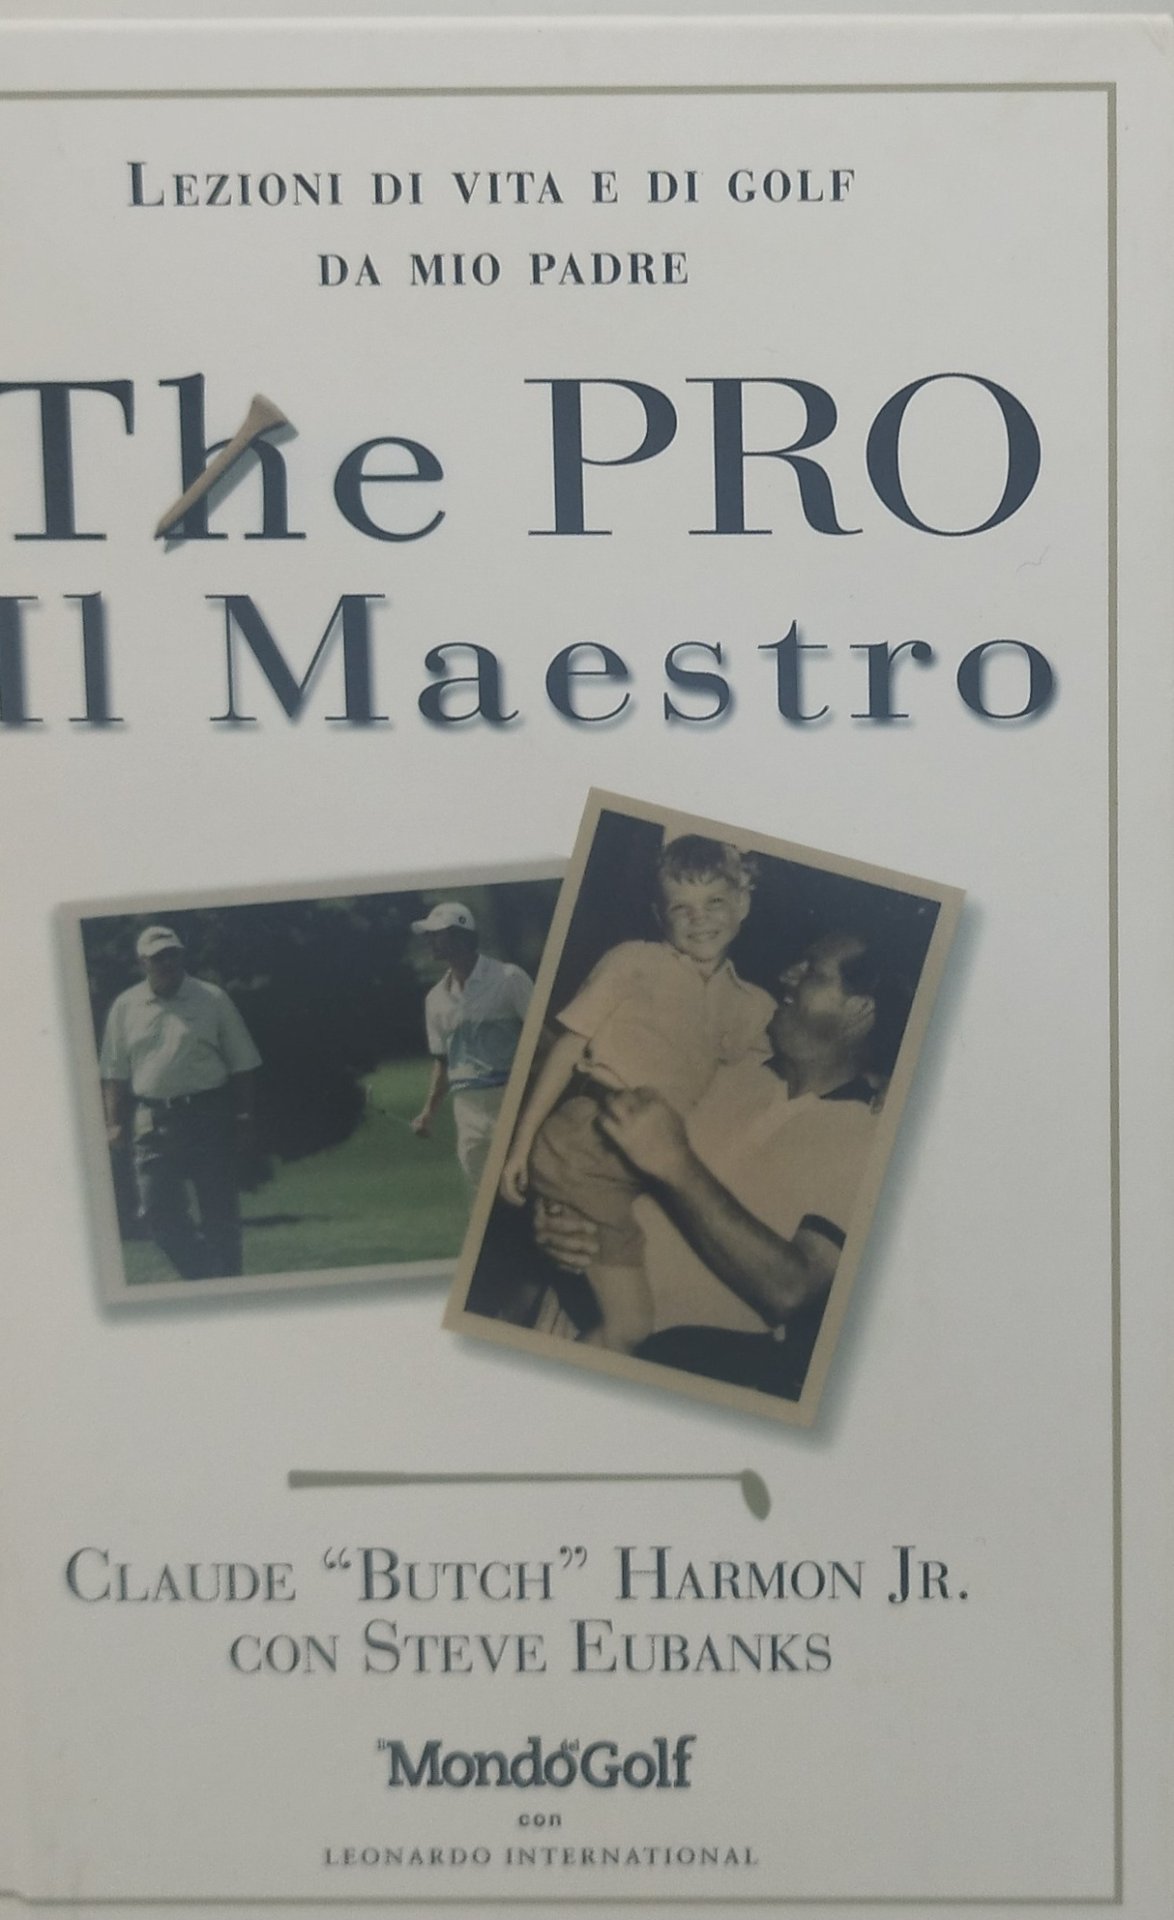 LEZIONI DI VITA E DI GOLF
DA MIO PADRE
The PRO
Il Maestro
CLAUDE “BUTCH” HARMON JR.
CON STEVE EUBANKS
il Mondo del Golf
con
LEONARDO INTERNATIONAL